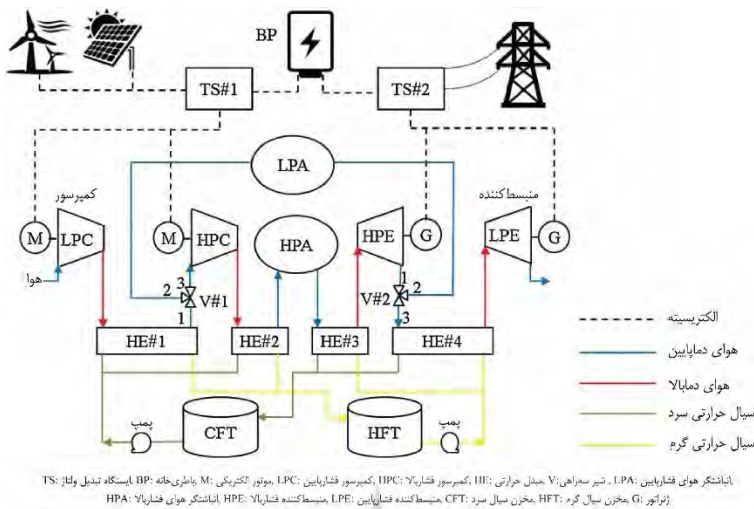 BP
TS#1
TS#2
LPA
کمپرسور
منبسط‌کننده
M
LPC
M
HPC
HPA
HPE
G
LPE
G
هوا
2
3
V#1
1
1
2
V#2
3
HE#1
HE#2
HE#3
HE#4
پمپ
CFT
HFT
پمپ
الکتریسیته
هوای دماپایین
هوای دمابالا
سیال حرارتی سرد
سیال حرارتی گرم
TS: ایستگاه تبدیل ولتاژ, BP: باطری‌خانه, M: موتور الکتریکی, LPC: کمپرسور فشارپایین, HPC: کمپرسور فشاربالا, HE: مبدل حرارتی, V: شیر سه‌راهی, LPA: انباشتگر هوای فشارپایین,
HPA: انباشتگر هوای فشاربالا, HPE: منبسط‌کننده فشاربالا, LPE: منبسط‌کننده فشارپایین, CFT: مخزن سیال سرد, HFT: مخزن سیال گرم, G: ژنراتور